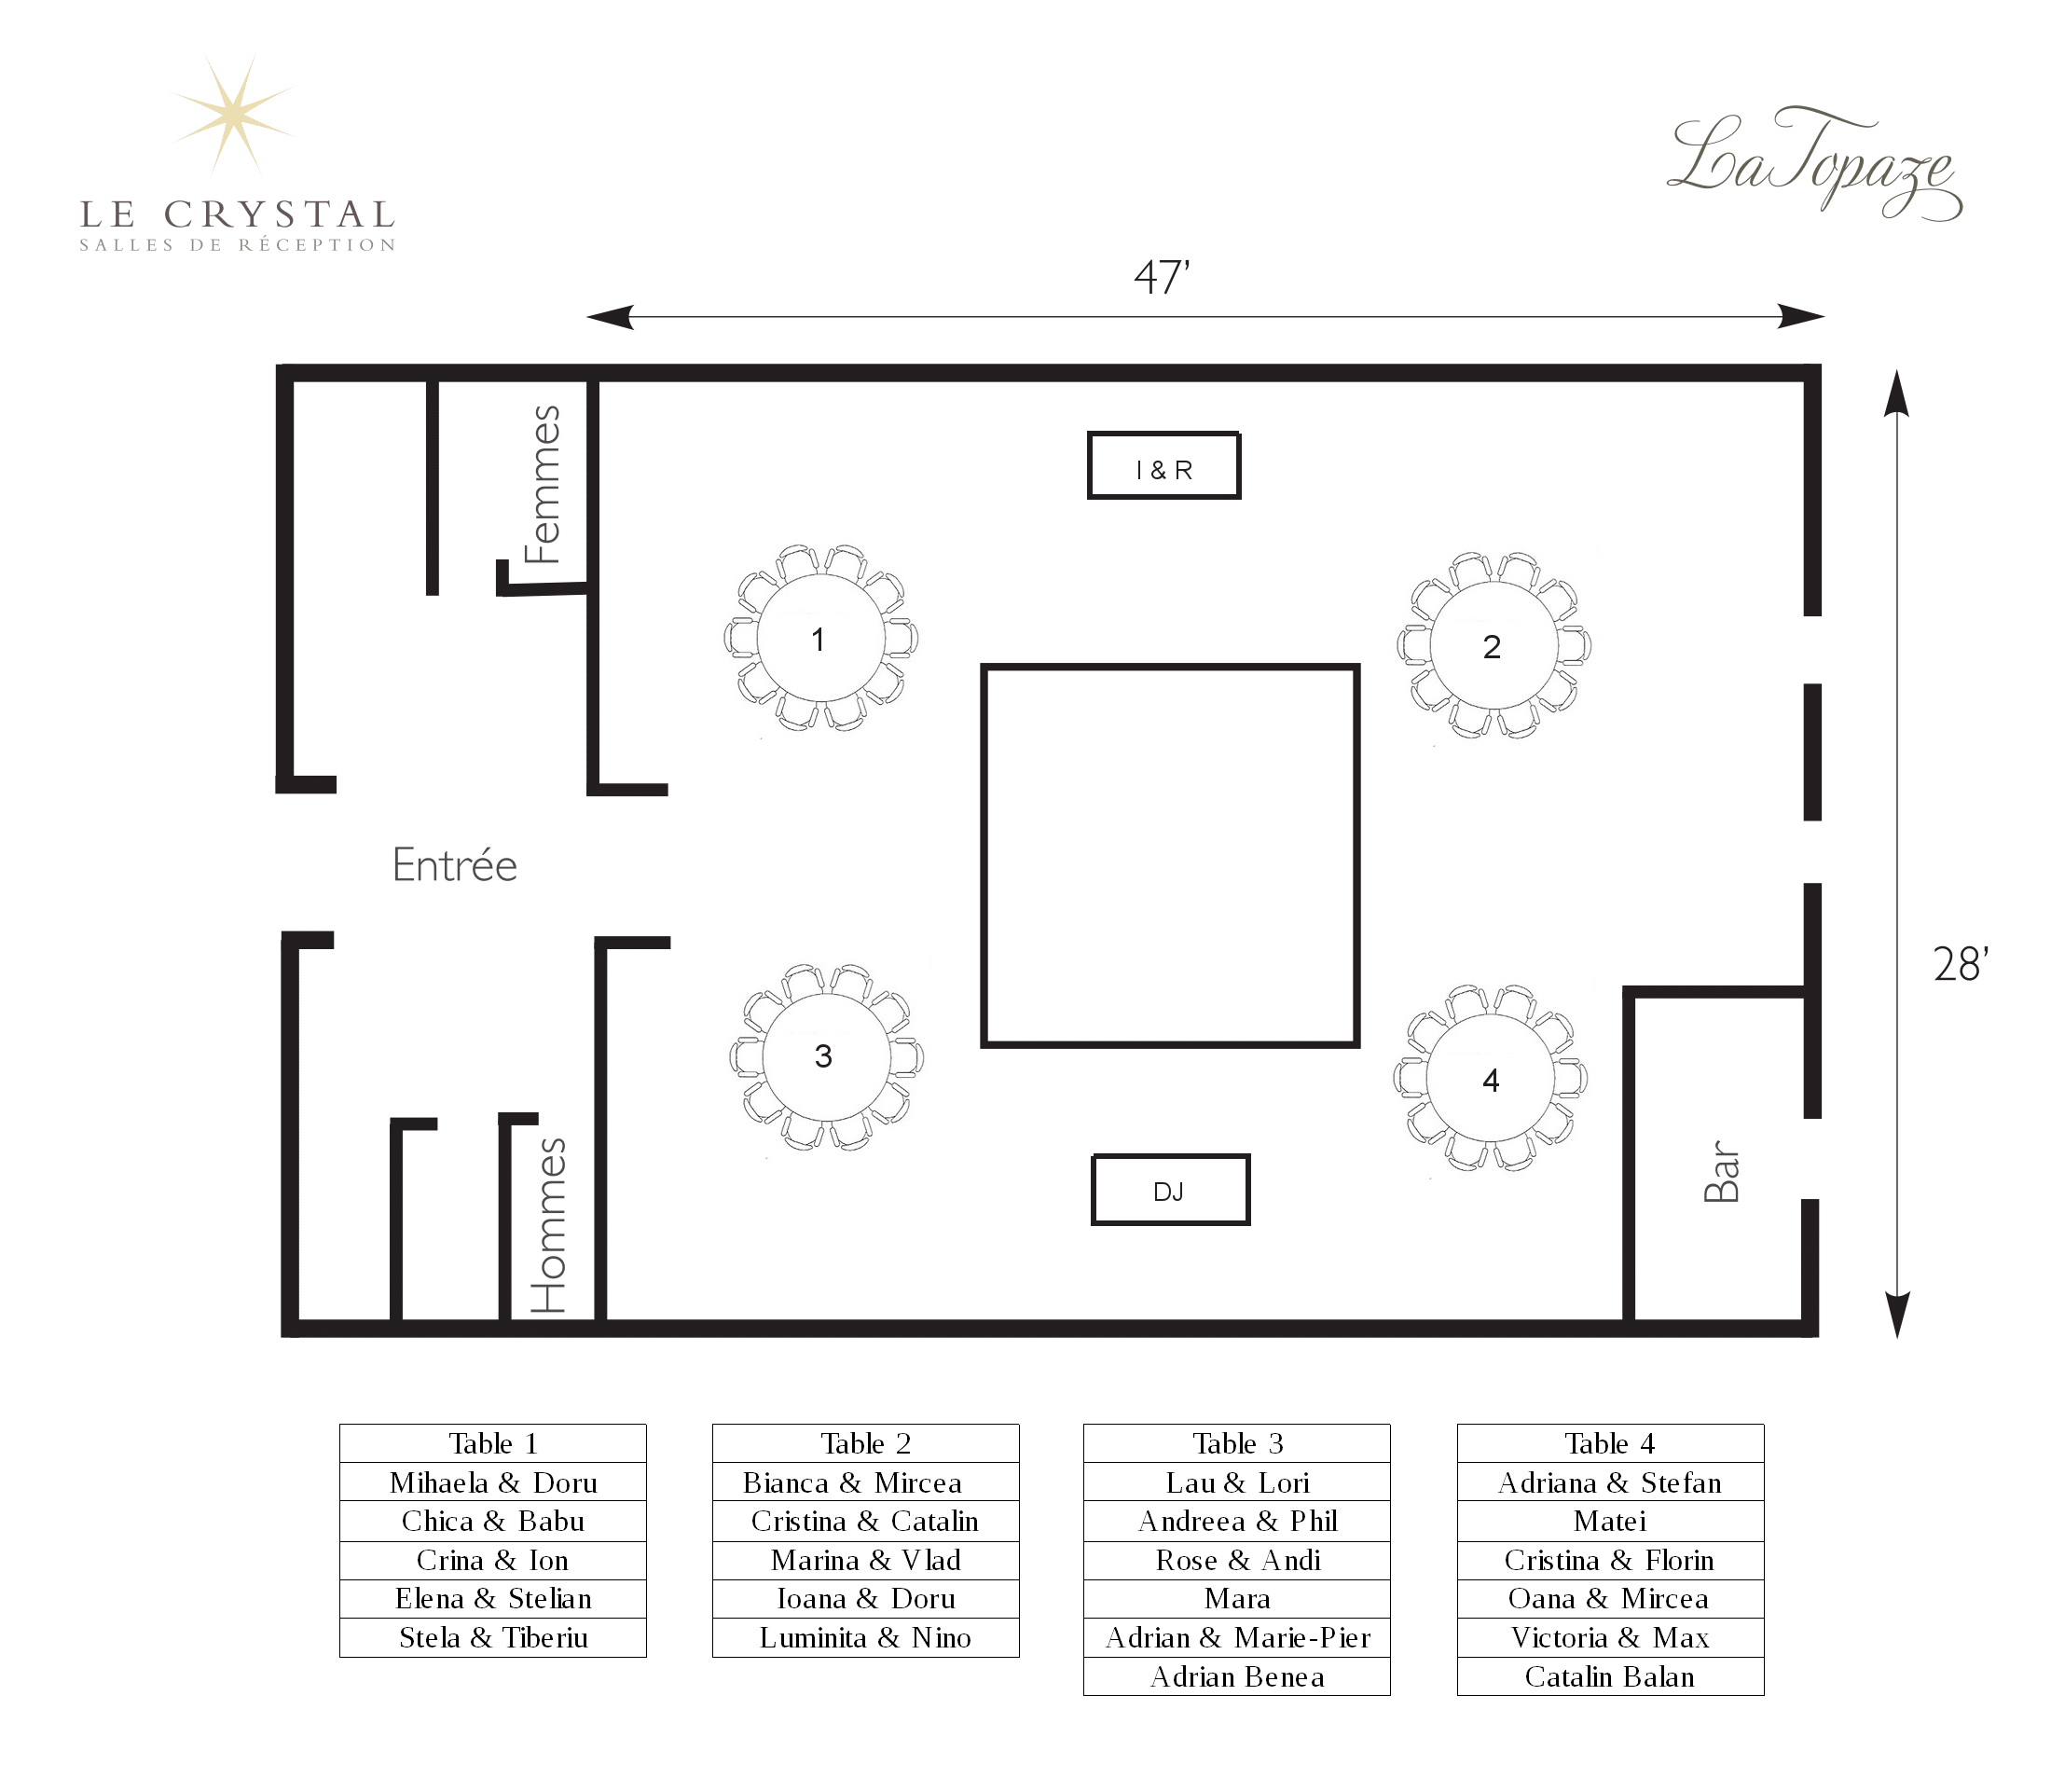 LE CRYSTAL
SALLES DE RÉCEPTION
La Topaze
47’
Femmes
I & R
1
2
Entrée
28’
3
4
Hommes
DJ
Bar
Table 1
Mihaela & Doru
Chica & Babu
Crina & Ion
Elena & Stelian
Stela & Tiberiu
Table 2
Bianca & Mircea
Cristina & Catalin
Marina & Vlad
Ioana & Doru
Luminita & Nino
Table 3
Lau & Lori
Andreea & Phil
Rose & Andi
Mara
Adrian & Marie-Pier
Adrian Benea
Table 4
Adriana & Stefan
Matei
Cristina & Florin
Oana & Mircea
Victoria & Max
Catalin Balan